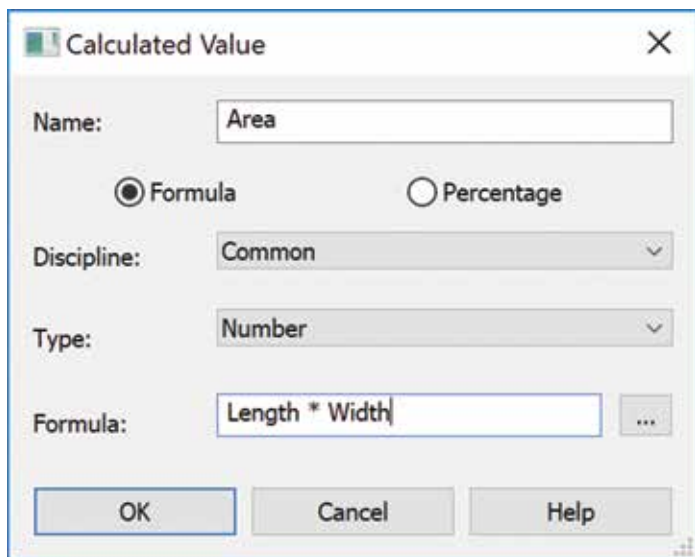 Calculated Value
Name: Area
Formula Percentage
Discipline: Common
Type: Number
Formula: Length * Width ...
OK Cancel Help